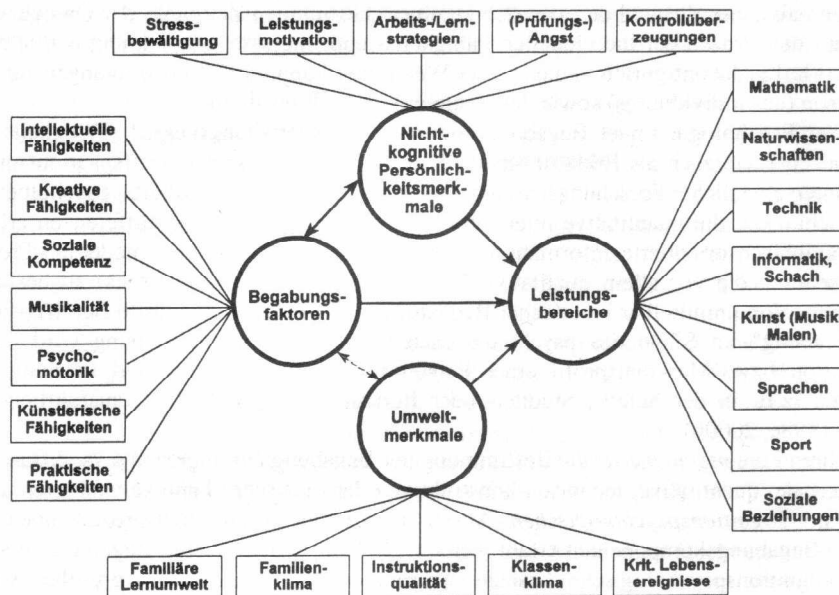 Stress-
bewältigung
Leistungs-
motivation
Arbeits-/Lern-
strategien
(Prüfungs-)
Angst
Kontrollüber-
zeugungen
Intellektuelle
Fähigkeiten
Kreative
Fähigkeiten
Soziale
Kompetenz
Musikalität
Psycho-
motorik
Künstlerische
Fähigkeiten
Praktische
Fähigkeiten
Nicht-
kognitive
Persönlich-
keitsmerk-
male
Begabungs-
faktoren
Leistungs-
bereiche
Umwelt-
merkmale
Mathematik
Naturwissen-
schaften
Technik
Informatik,
Schach
Kunst (Musik
Malen)
Sprachen
Sport
Soziale
Beziehungen
Familiäre
Lernumwelt
Familien-
klima
Instruktions-
qualität
Klassen-
klima
Krit. Lebens-
ereignisse